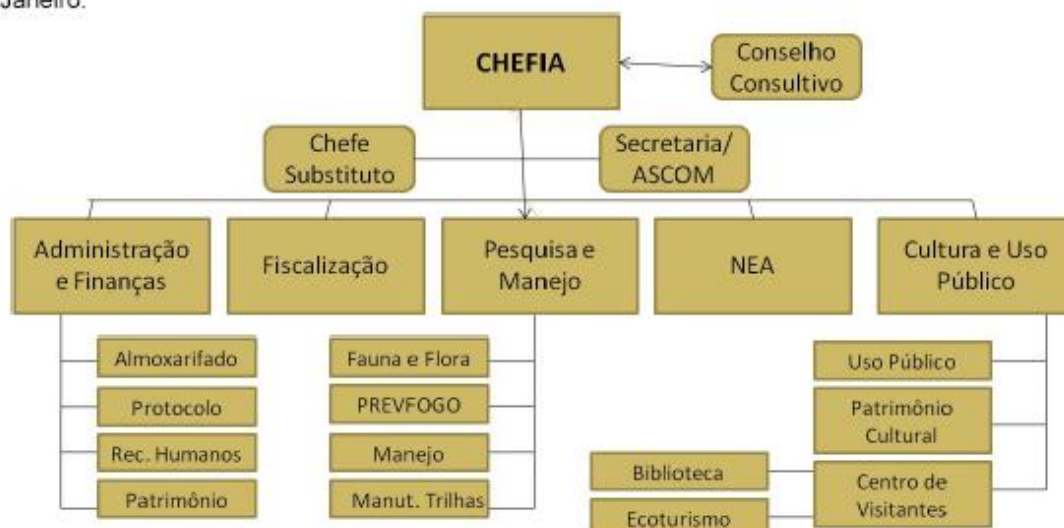 Janeiro.
CHEFIA
Conselho
Consultivo
Chefe
Substituto
Secretaria/
ASCOM
Administração
e Finanças
Fiscalização
Pesquisa e
Manejo
NEA
Cultura e Uso
Público
Almoxarifado
Protocolo
Rec. Humanos
Patrimônio
Fauna e Flora
PREVFOGO
Manejo
Manut. Trilhas
Uso Público
Patrimônio
Cultural
Centro de
Visitantes
Biblioteca
Ecoturismo